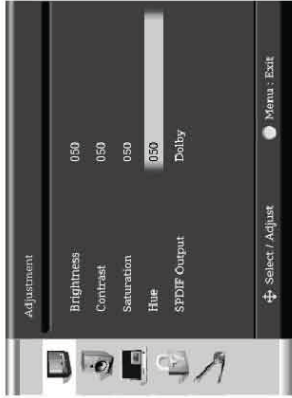 Adjustment
Brightness 050
Contrast 050
Saturation 050
Hue 050
SPDIF Output Dolby
Select / Adjust Menu : Exit